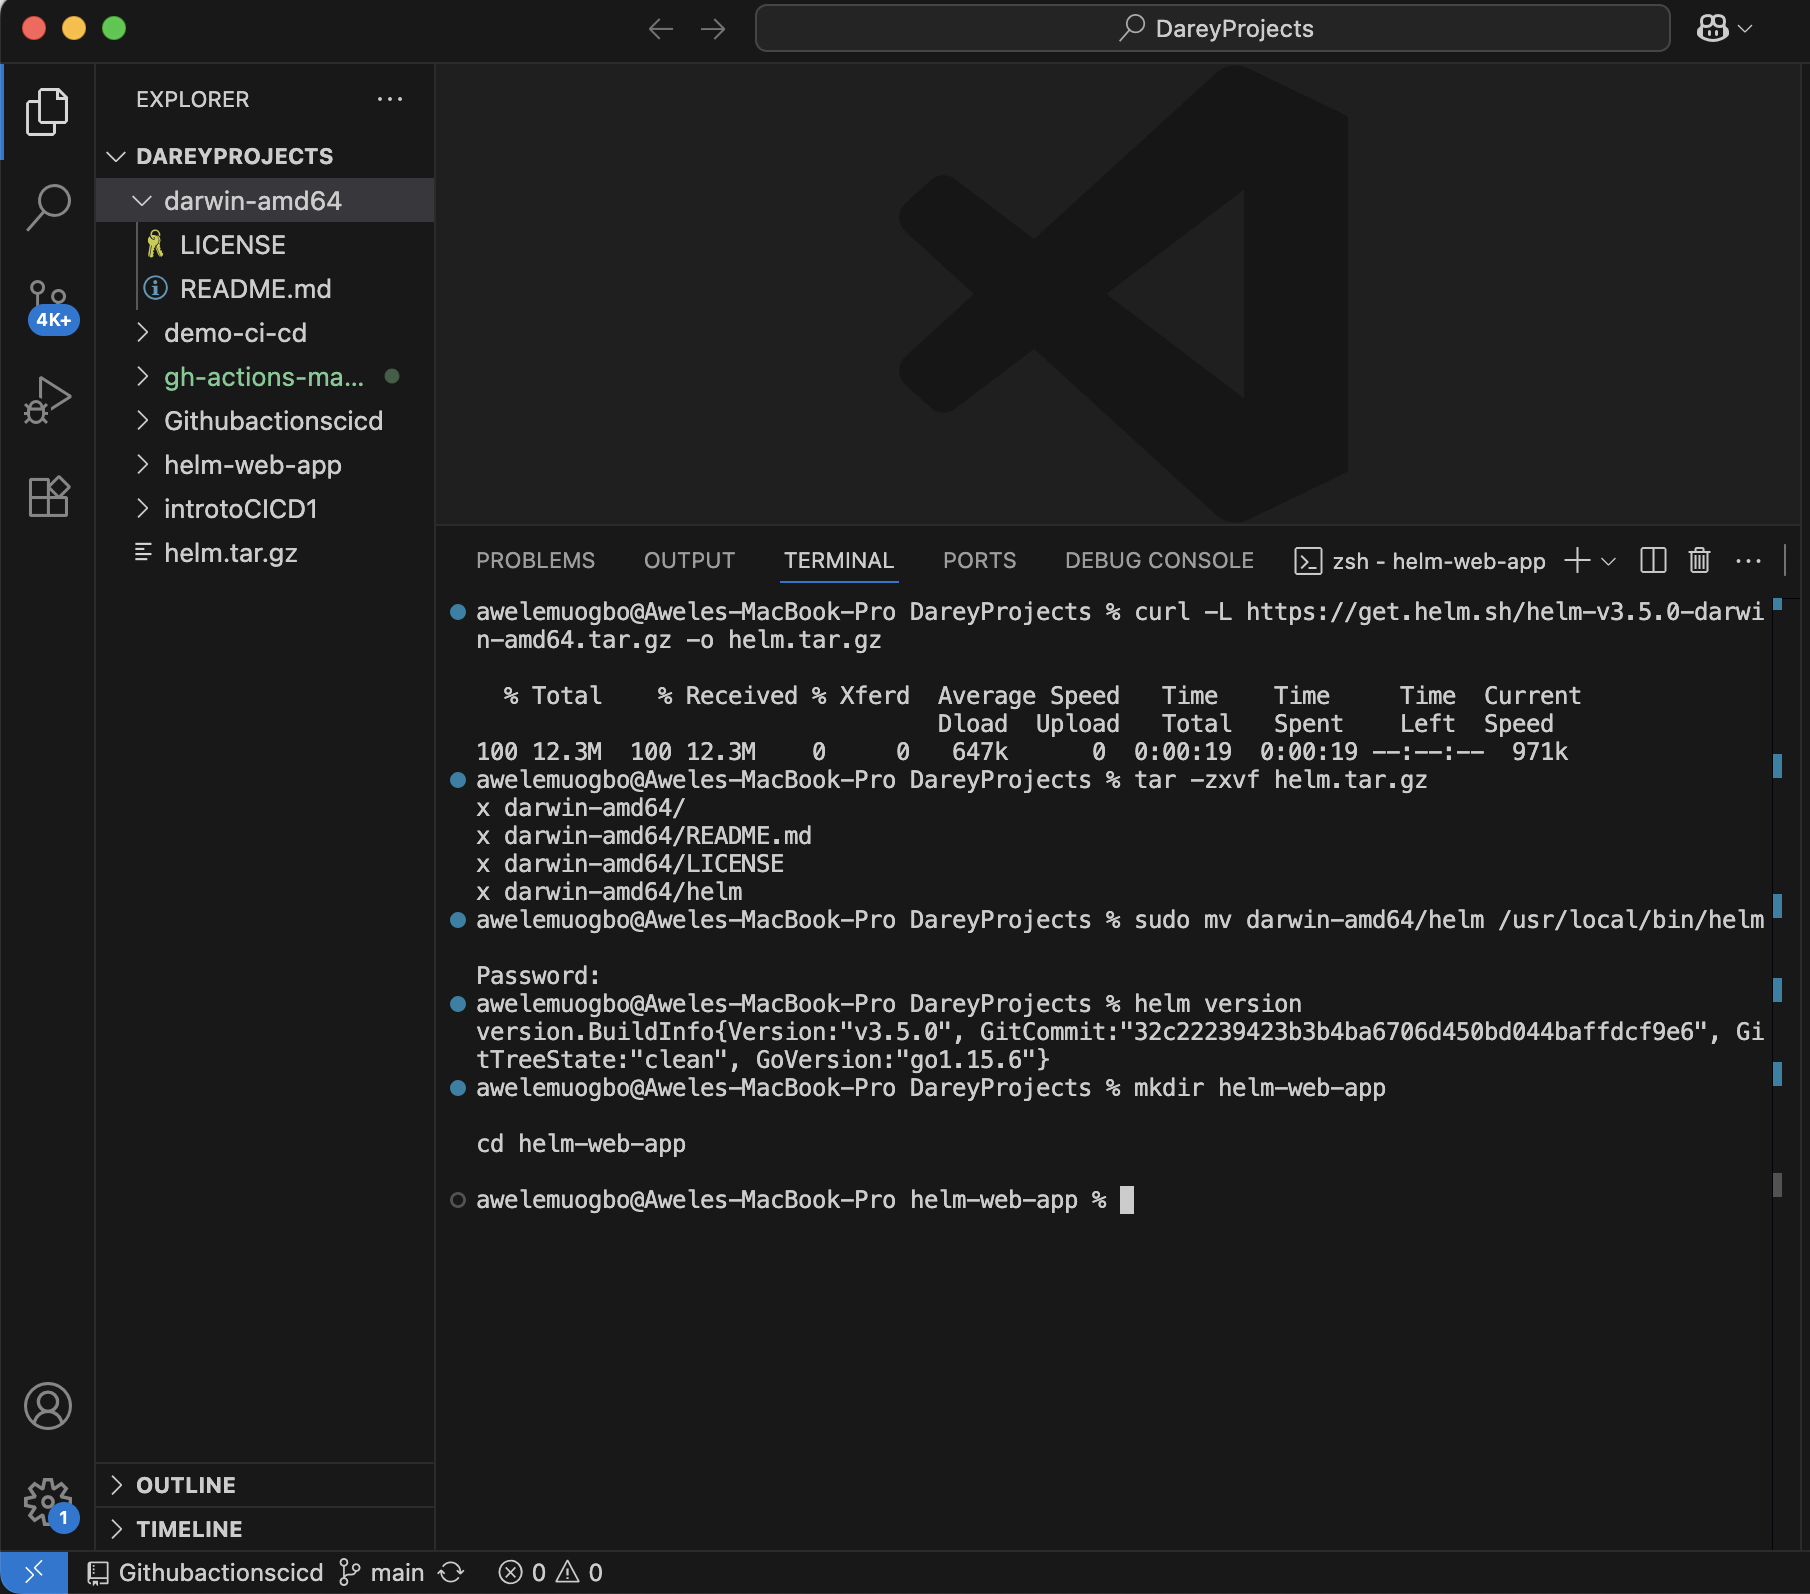 DareyProjects
EXPLORER
DAREYPROJECTS
darwin-amd64
LICENSE
README.md
demo-ci-cd
gh-actions-ma...
Githubactionscicd
helm-web-app
introtoCICD1
helm.tar.gz
4K+
PROBLEMS OUTPUT TERMINAL PORTS DEBUG CONSOLE zsh - helm-web-app
awelemuogbo@Aweles-MacBook-Pro DareyProjects % curl -L https://get.helm.sh/helm-v3.5.0-darwi
n-amd64.tar.gz -o helm.tar.gz
% Total % Received % Xferd Average Speed Time Time Time Current
Dload Upload Total Spent Left Speed
100 12.3M 100 12.3M 0 0 647k 0 0:00:19 0:00:19 --:--:-- 971k
awelemuogbo@Aweles-MacBook-Pro DareyProjects % tar -zxvf helm.tar.gz
x darwin-amd64/
x darwin-amd64/README.md
x darwin-amd64/LICENSE
x darwin-amd64/helm
awelemuogbo@Aweles-MacBook-Pro DareyProjects % sudo mv darwin-amd64/helm /usr/local/bin/helm
Password:
awelemuogbo@Aweles-MacBook-Pro DareyProjects % helm version
version.BuildInfo{Version:"v3.5.0", GitCommit:"32c22239423b3b4ba6706d450bd044baffdcf9e6", Gi
tTreeState:"clean", GoVersion:"go1.15.6"}
awelemuogbo@Aweles-MacBook-Pro DareyProjects % mkdir helm-web-app
cd helm-web-app
awelemuogbo@Aweles-MacBook-Pro helm-web-app %
OUTLINE
TIMELINE
1
Githubactionscicd main 0 0